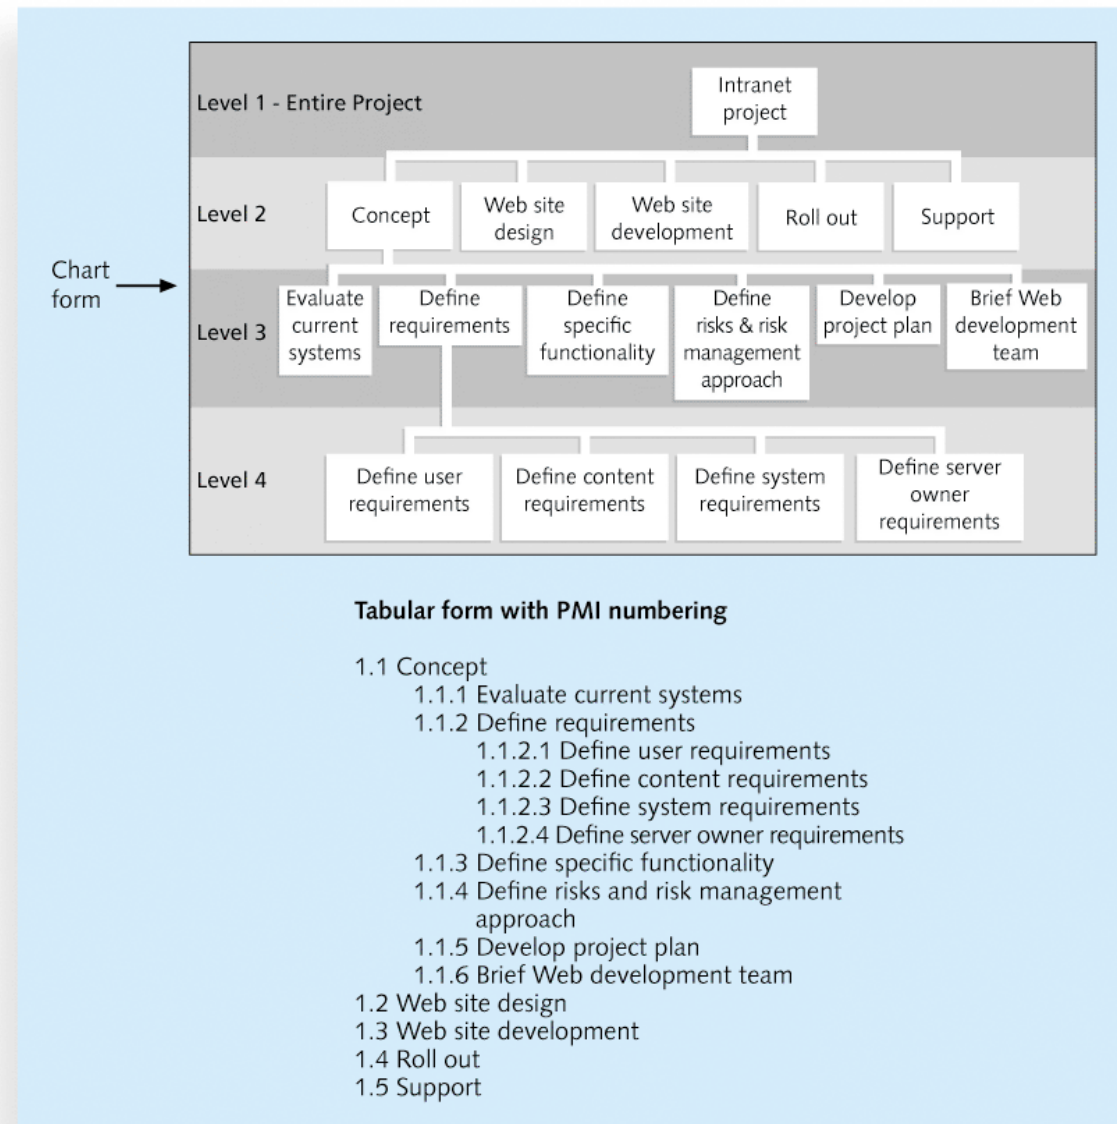 Level 1 - Entire Project
Intranet
project
Level 2
Concept
Web site
design
Web site
development
Roll out
Support
Chart
form
Level 3
Evaluate
current
systems
Define
requirements
Define
specific
functionality
Define
risks & risk
management
approach
Develop
project plan
Brief Web
development
team
Level 4
Define user
requirements
Define content
requirements
Define system
requirements
Define server
owner
requirements
Tabular form with PMI numbering
1.1 Concept
1.1.1 Evaluate current systems
1.1.2 Define requirements
1.1.2.1 Define user requirements
1.1.2.2 Define content requirements
1.1.2.3 Define system requirements
1.1.2.4 Define server owner requirements
1.1.3 Define specific functionality
1.1.4 Define risks and risk management
approach
1.1.5 Develop project plan
1.1.6 Brief Web development team
1.2 Web site design
1.3 Web site development
1.4 Roll out
1.5 Support